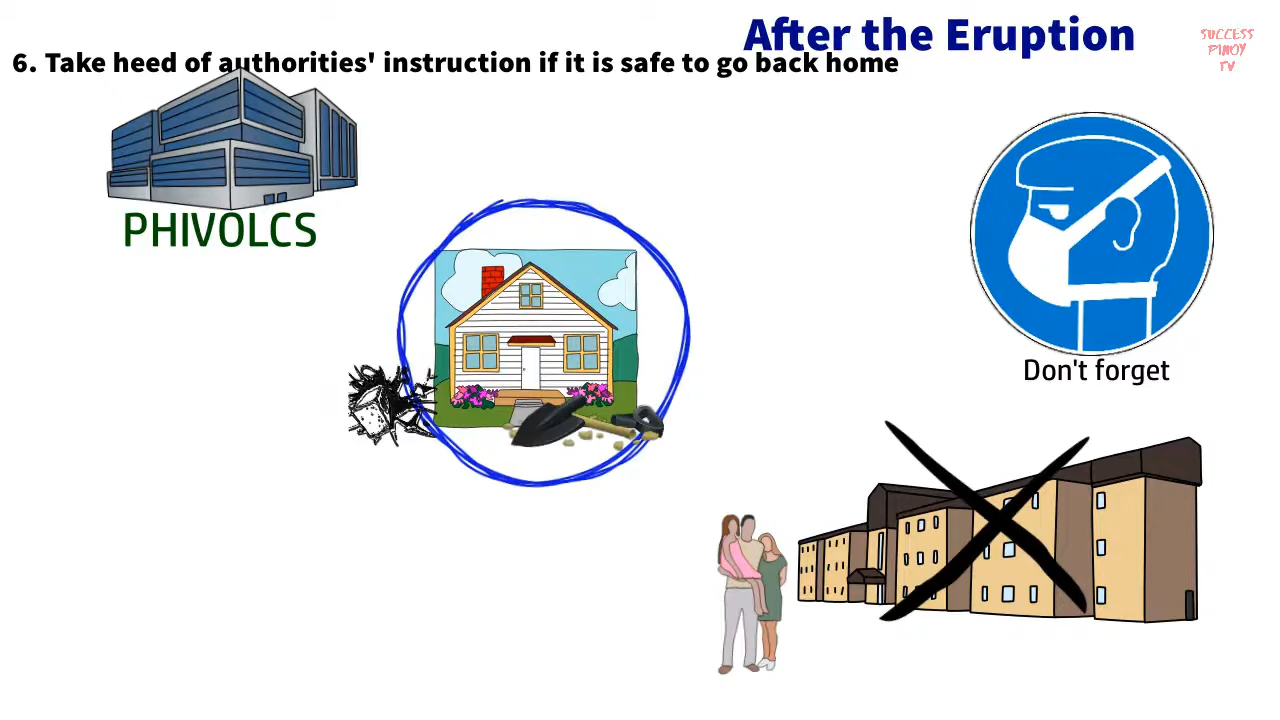 After the Eruption
6. Take heed of authorities' instruction if it is safe to go back home
SUCCESS
PINOY
TV
PHIVOLCS
Don't forget